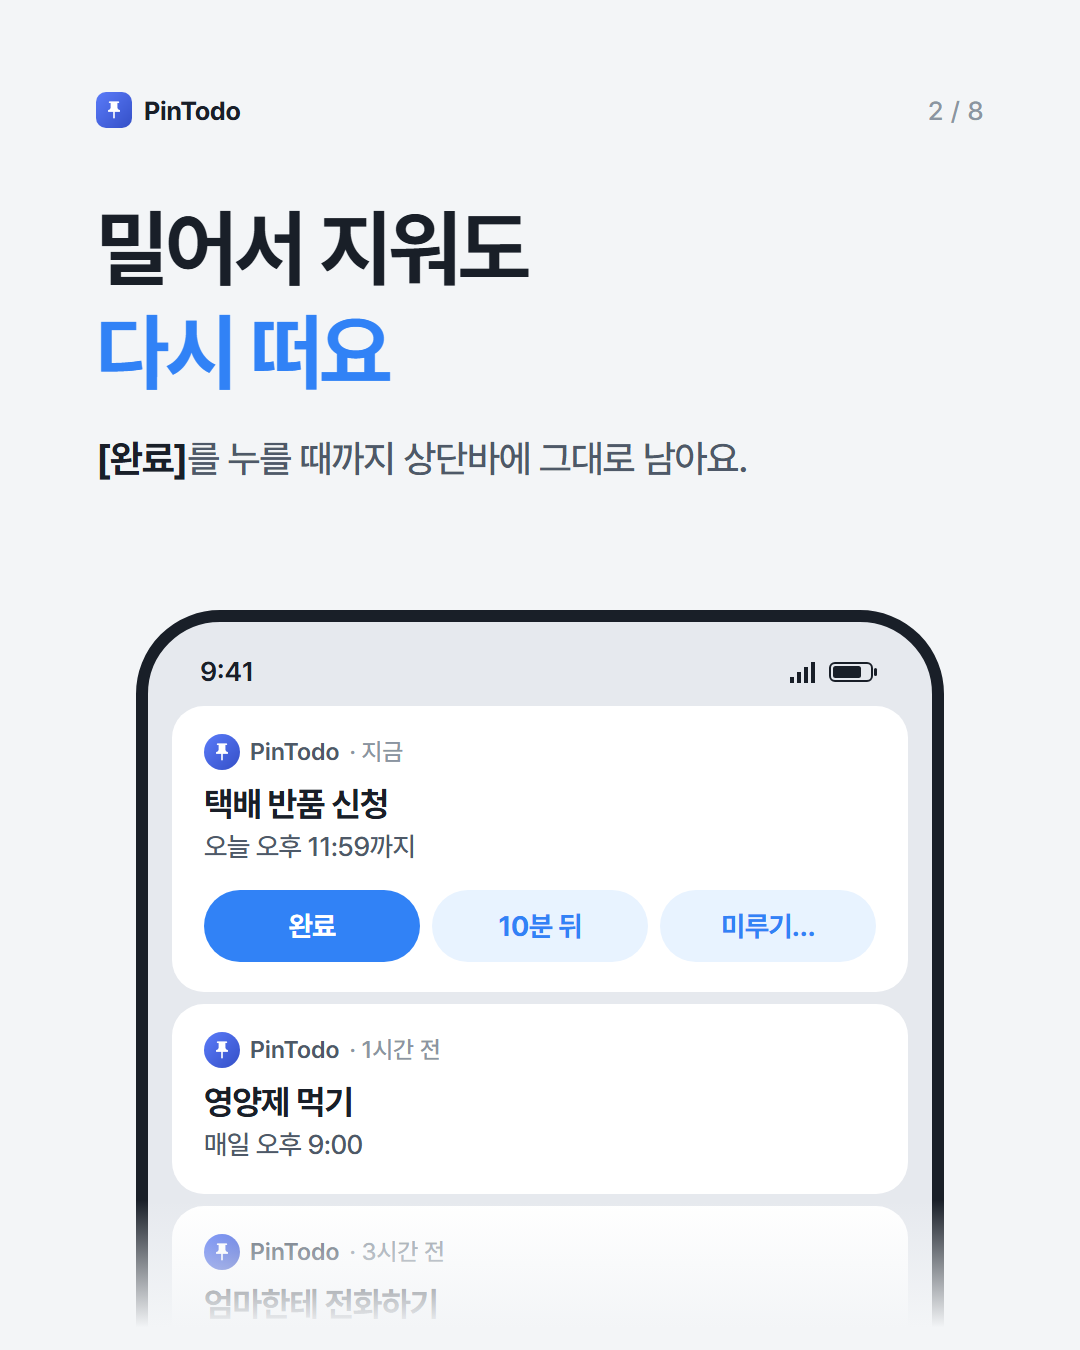 PinTodo
2 / 8
밀어서 지워도
다시 떠요
[완료]를 누를 때까지 상단바에 그대로 남아요.
9:41
PinTodo · 지금
택배 반품 신청
오늘 오후 11:59까지
완료
10분 뒤
미루기...
PinTodo · 1시간 전
영양제 먹기
매일 오후 9:00
PinTodo · 3시간 전
엄마한테 전화하기